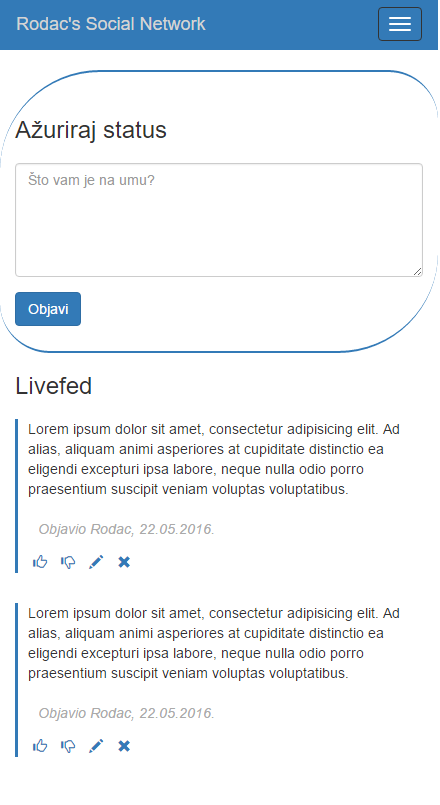 Rodac's Social Network
Ažuriraj status
Što vam je na umu?
Objavi
Livefed
Lorem ipsum dolor sit amet, consectetur adipisicing elit. Ad
alias, aliquam animi asperiores at cupiditate distinctio ea
eligendi excepturi ipsa labore, neque nulla odio porro
praesentium suscipit veniam voluptas voluptatibus.
Objavio Rodac, 22.05.2016.
Lorem ipsum dolor sit amet, consectetur adipisicing elit. Ad
alias, aliquam animi asperiores at cupiditate distinctio ea
eligendi excepturi ipsa labore, neque nulla odio porro
praesentium suscipit veniam voluptas voluptatibus.
Objavio Rodac, 22.05.2016.